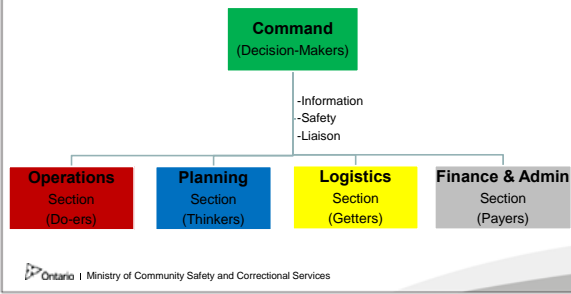 Command
(Decision-Makers)
-Information
-Safety
-Liaison
Operations
Section
(Do-ers)
Planning
Section
(Thinkers)
Logistics
Section
(Getters)
Finance & Admin
Section
(Payers)
Ontario | Ministry of Community Safety and Correctional Services